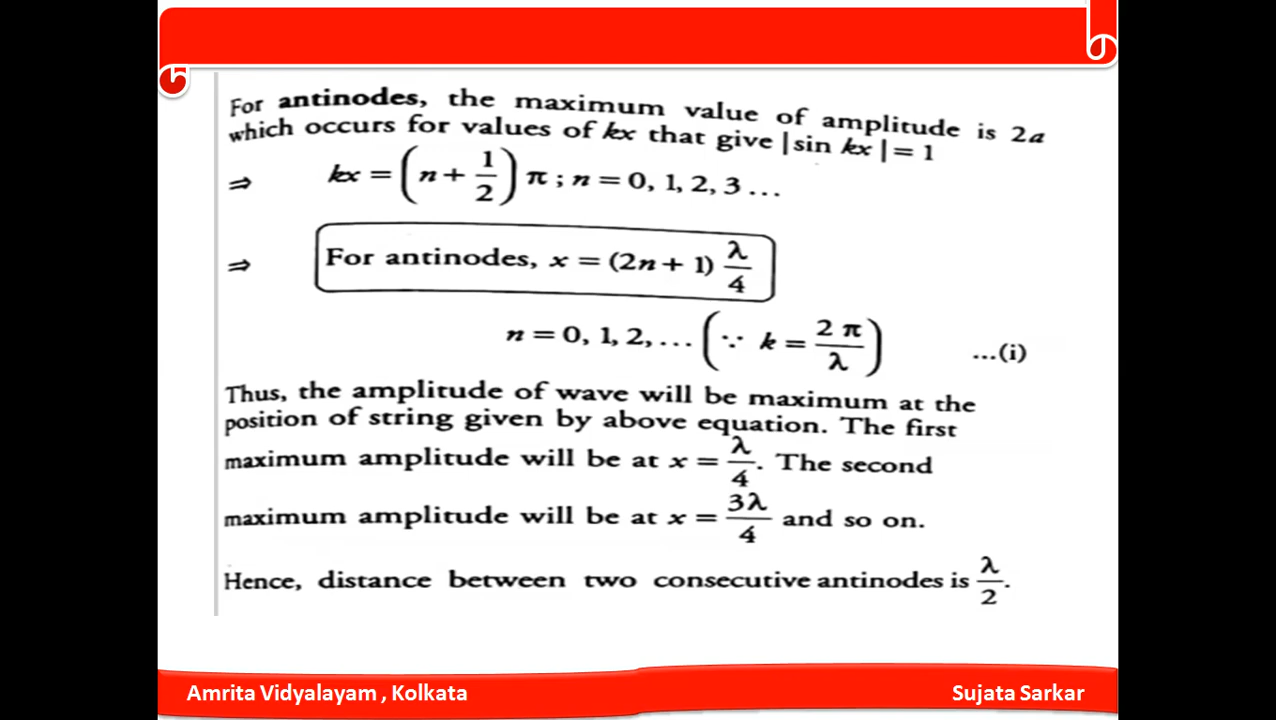 For antinodes, the maximum value of amplitude is 2a
which occurs for values of kx that give |sin kx| = 1
⇒ kx = (n + 1/2) π ; n = 0, 1, 2, 3 ...
⇒ For antinodes, x = (2n + 1) λ/4
n = 0, 1, 2, ... (∵ k = 2 π/λ) ...(i)
Thus, the amplitude of wave will be maximum at the
position of string given by above equation. The first
maximum amplitude will be at x = λ/4. The second
maximum amplitude will be at x = 3λ/4 and so on.
Hence, distance between two consecutive antinodes is λ/2.
Amrita Vidyalayam , Kolkata
Sujata Sarkar